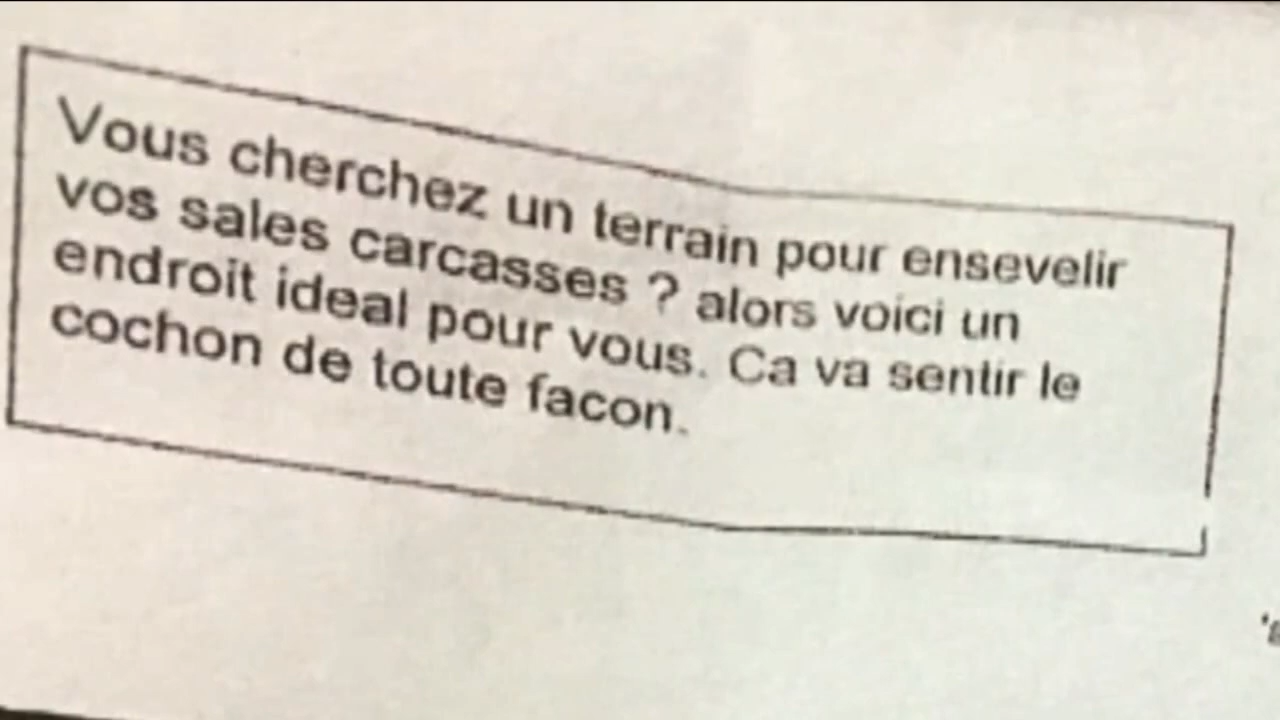 Vous cherchez un terrain pour ensevelir
vos sales carcasses ? alors voici un
endroit ideal pour vous. Ca va sentir le
cochon de toute facon.